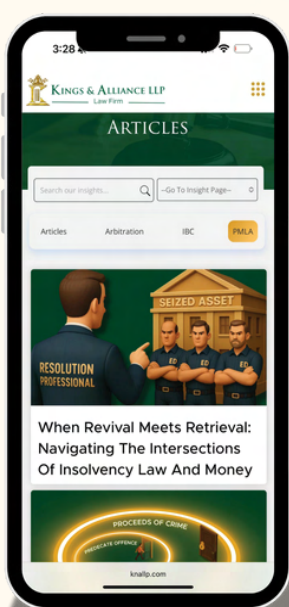 3:28
KINGS & ALLIANCE LLP
Law Firm
ARTICLES
Search our insights...
--Go To Insight Page--
Articles Arbitration IBC PMLA
SEIZED ASSET
RESOLUTION
PROFESSIONAL
ED ED ED
When Revival Meets Retrieval:
Navigating The Intersections
Of Insolvency Law And Money
PROCEEDS OF CRIME
PREDECATE OFFENCE
knallp.com